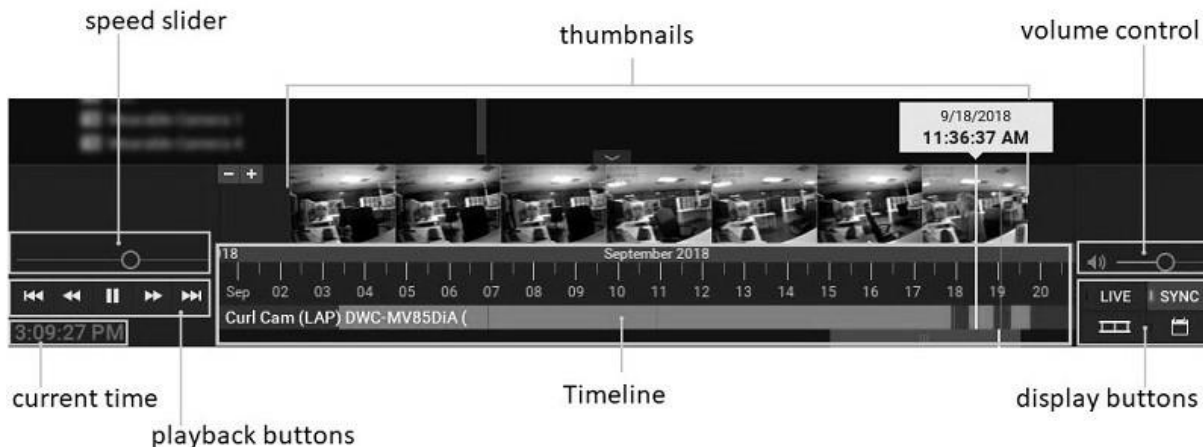 speed slider
thumbnails
volume control
9/18/2018
11:36:37 AM
- +
18
September 2018
Sep 02 03 04 05 06 07 08 09 10 11 12 13 14 15 16 17 18 19 20
LIVE
SYNC
Curl Cam (LAP) DWC-MV85DiA (
3:09:27 PM
current time
Timeline
display buttons
playback buttons